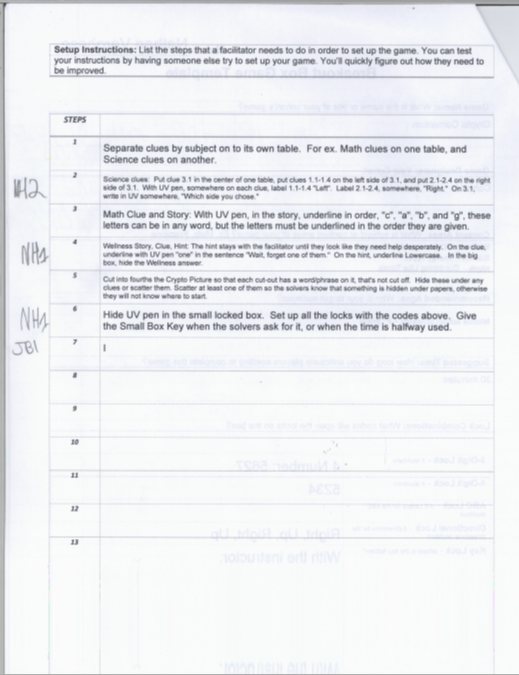 Setup Instructions: List the steps that a facilitator needs to do in order to set up the game. You can test
your instructions by having someone else try to set up your game. You'll quickly figure out how they need to
be improved.
STEPS
1
Separate clues by subject on to its own table. For ex. Math clues on one table, and
Science clues on another.
NH2
2
Science clues: Put clue 3.1 in the center of one table, put clues 1.1-1.4 on the left side of 3.1, and put 2.1-2.4 on the right
side of 3.1. With UV pen, somewhere on each clue, label 1.1-1.4 "Left". Label 2.1-2.4, somewhere, "Right." On 3.1,
write in UV somewhere, "Which side you chose."
3
Math Clue and Story: With UV pen, in the story, underline in order, "c", "a", "b", and "g", these
letters can be in any word, but the letters must be underlined in the order they are given.
NH1
4
Wellness Story, Clue, Hint: The hint stays with the facilitator until they look like they need help desperately. On the clue,
underline with UV pen "one" in the sentence "Wait, forget one of them." On the hint, underline Lowercase. In the big
box, hide the Wellness answer.
5
Cut into fourths the Crypto Picture so that each cut-out has a word/phrase on it, that's not cut off. Hide these under any
clues or scatter them. Scatter at least one of them so the solvers know that something is hidden under papers, otherwise
they will not know where to start.
NH1
6
Hide UV pen in the small locked box. Set up all the locks with the codes above. Give
the Small Box Key when the solvers ask for it, or when the time is halfway used.
JB1
7
8
9
10
11
12
13